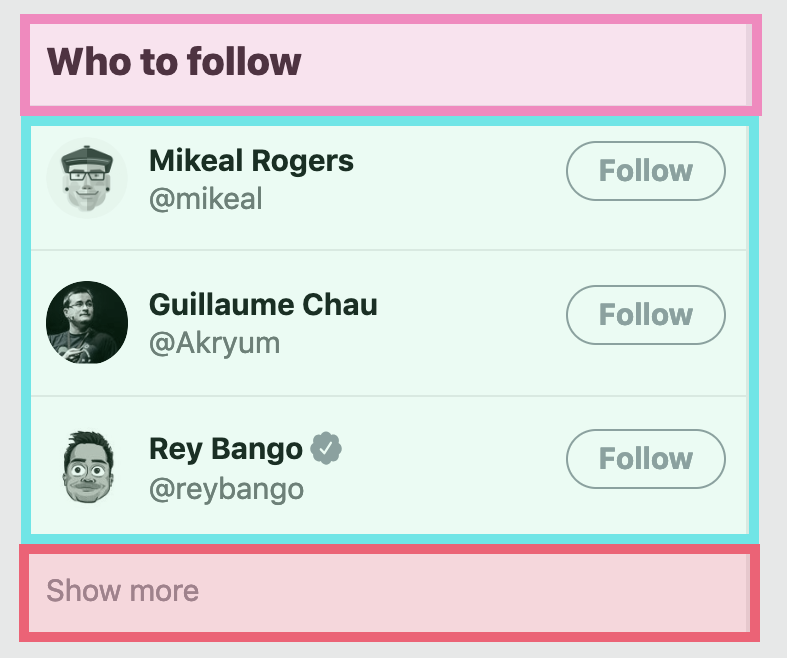 Who to follow
Mikeal Rogers
@mikeal
Follow
Guillaume Chau
@Akryum
Follow
Rey Bango
@reybango
Follow
Show more